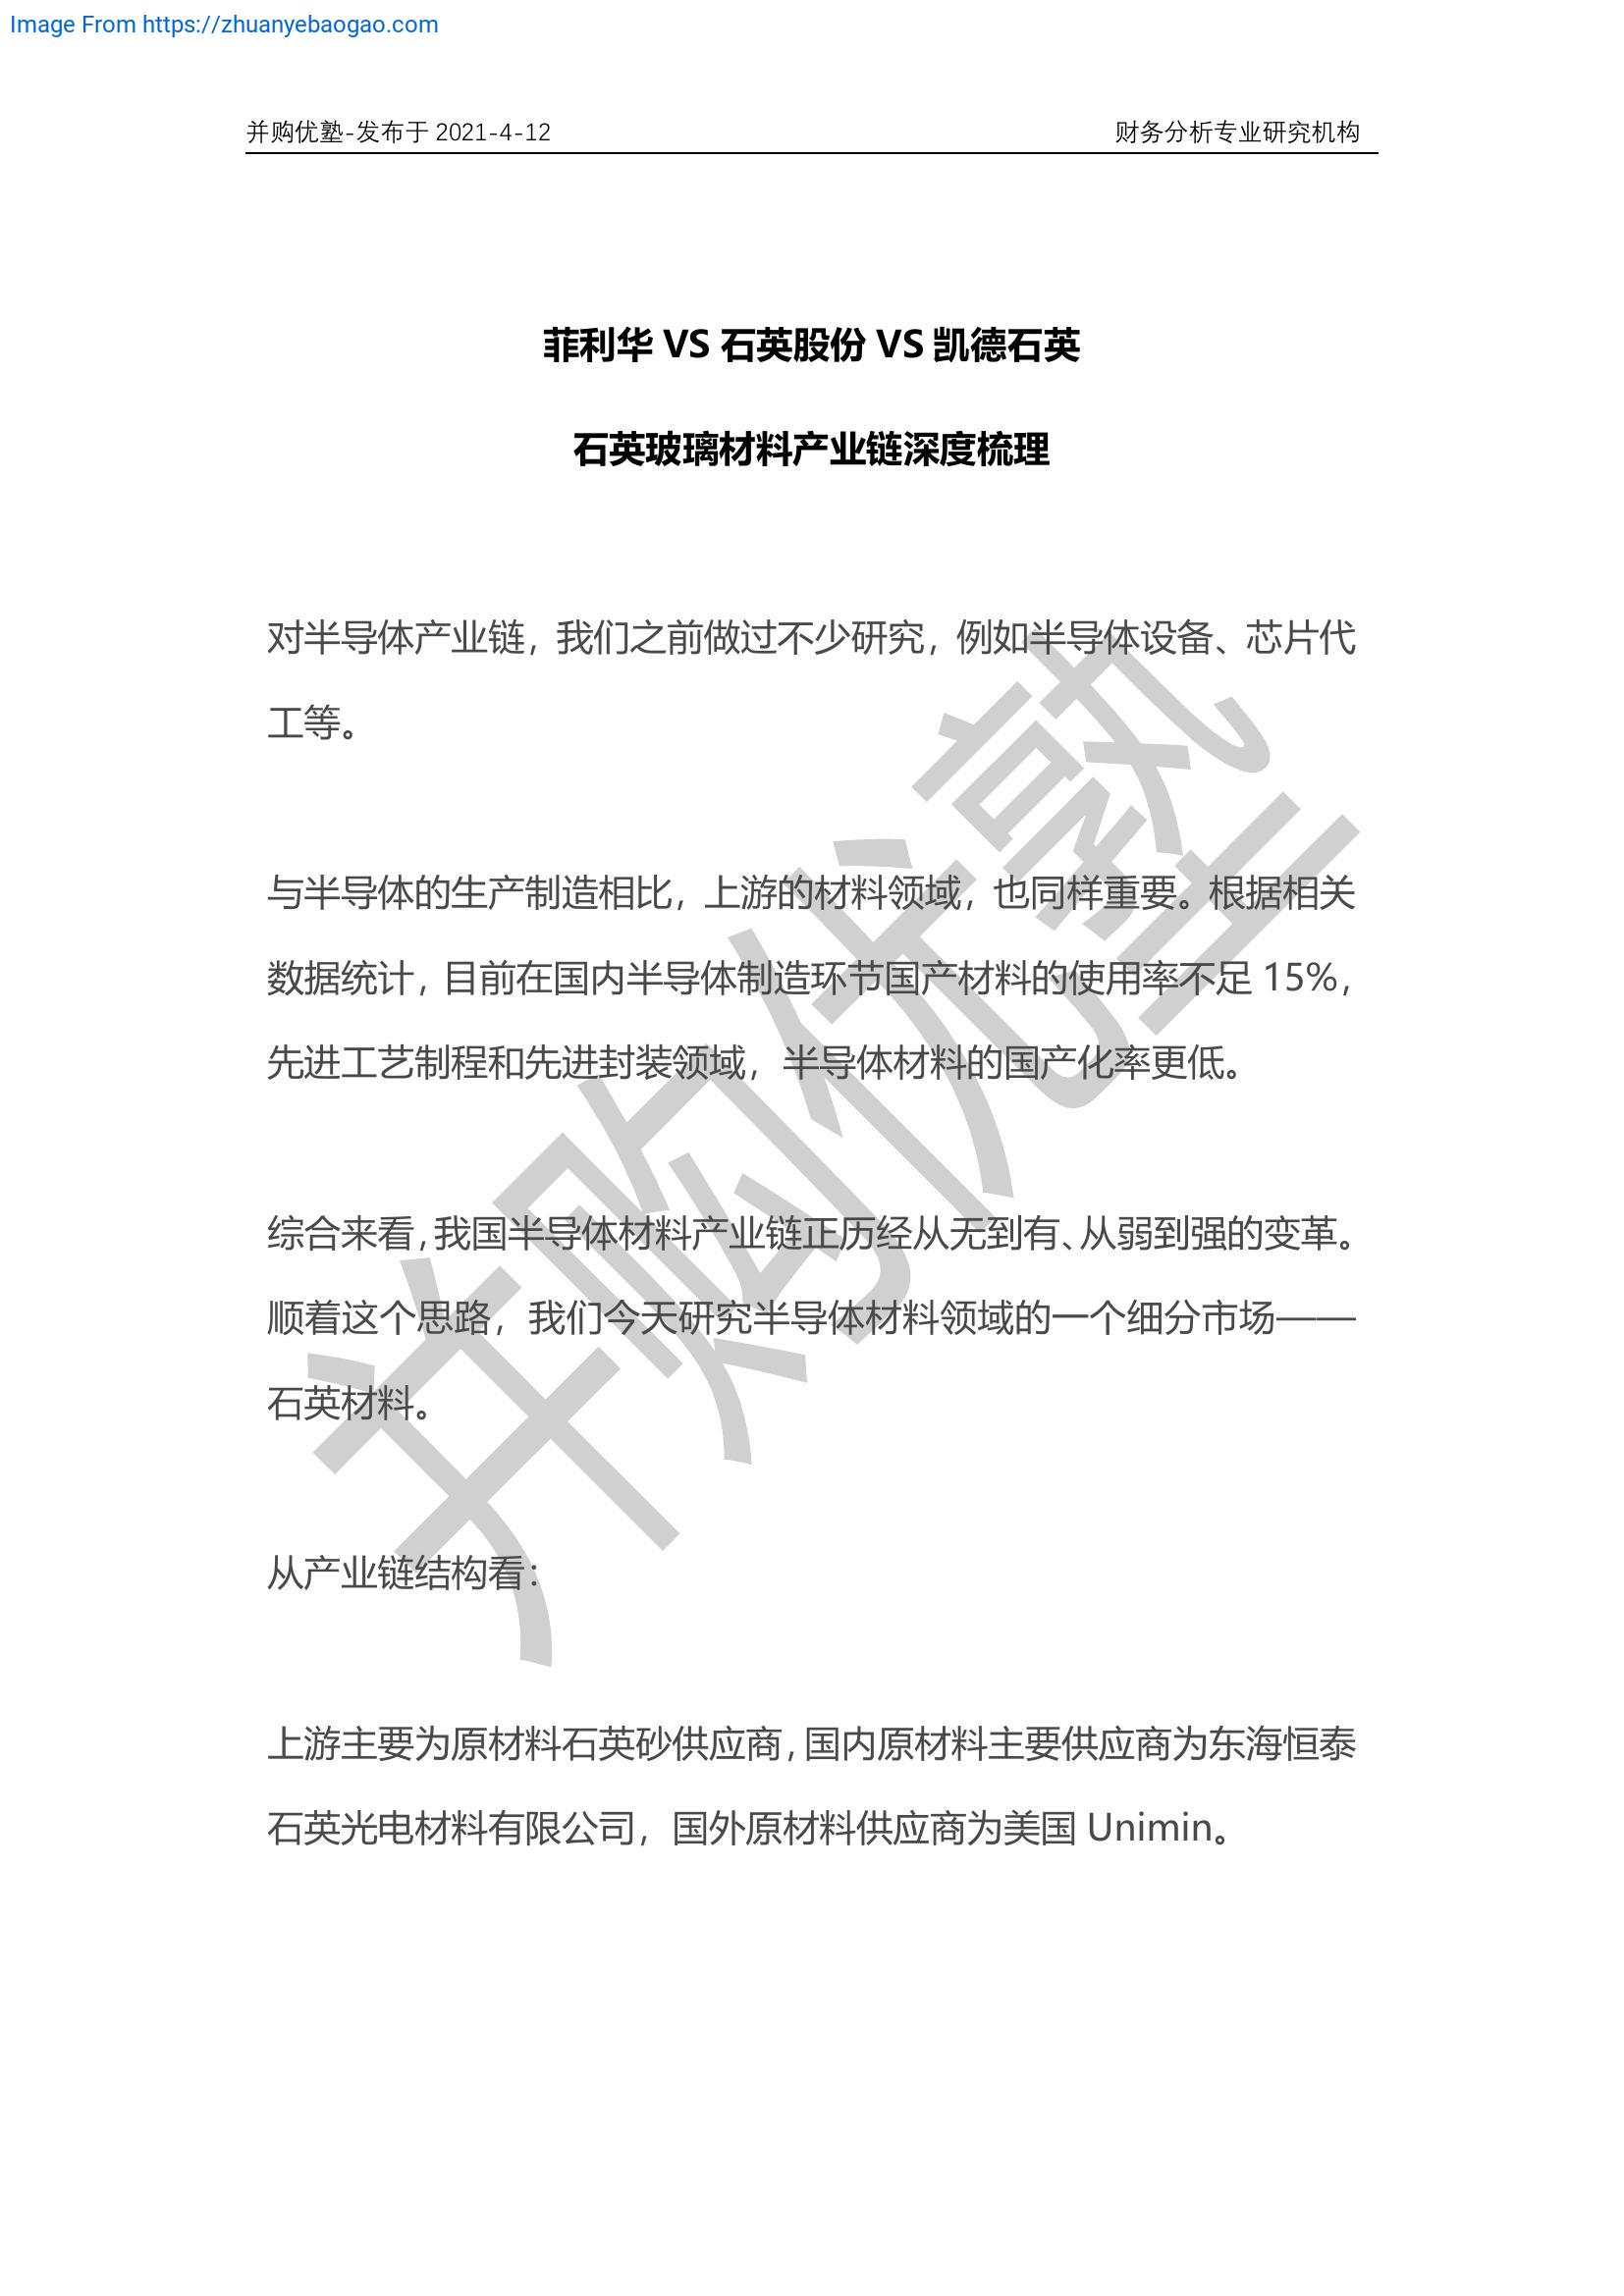 Image From https://zhuanyebaogao.com
并购优塾-发布于 2021-4-12 财务分析专业研究机构
菲利华 VS 石英股份 VS 凯德石英
石英玻璃材料产业链深度梳理
对半导体产业链，我们之前做过不少研究，例如半导体设备、芯片代
工等。
与半导体的生产制造相比，上游的材料领域，也同样重要。根据相关
数据统计，目前在国内半导体制造环节国产材料的使用率不足 15%，
先进工艺制程和先进封装领域，半导体材料的国产化率更低。
综合来看，我国半导体材料产业链正历经从无到有、从弱到强的变革。
顺着这个思路，我们今天研究半导体材料领域的一个细分市场——
石英材料。
从产业链结构看：
上游主要为原材料石英砂供应商，国内原材料主要供应商为东海恒泰
石英光电材料有限公司，国外原材料供应商为美国 Unimin。
并购优塾